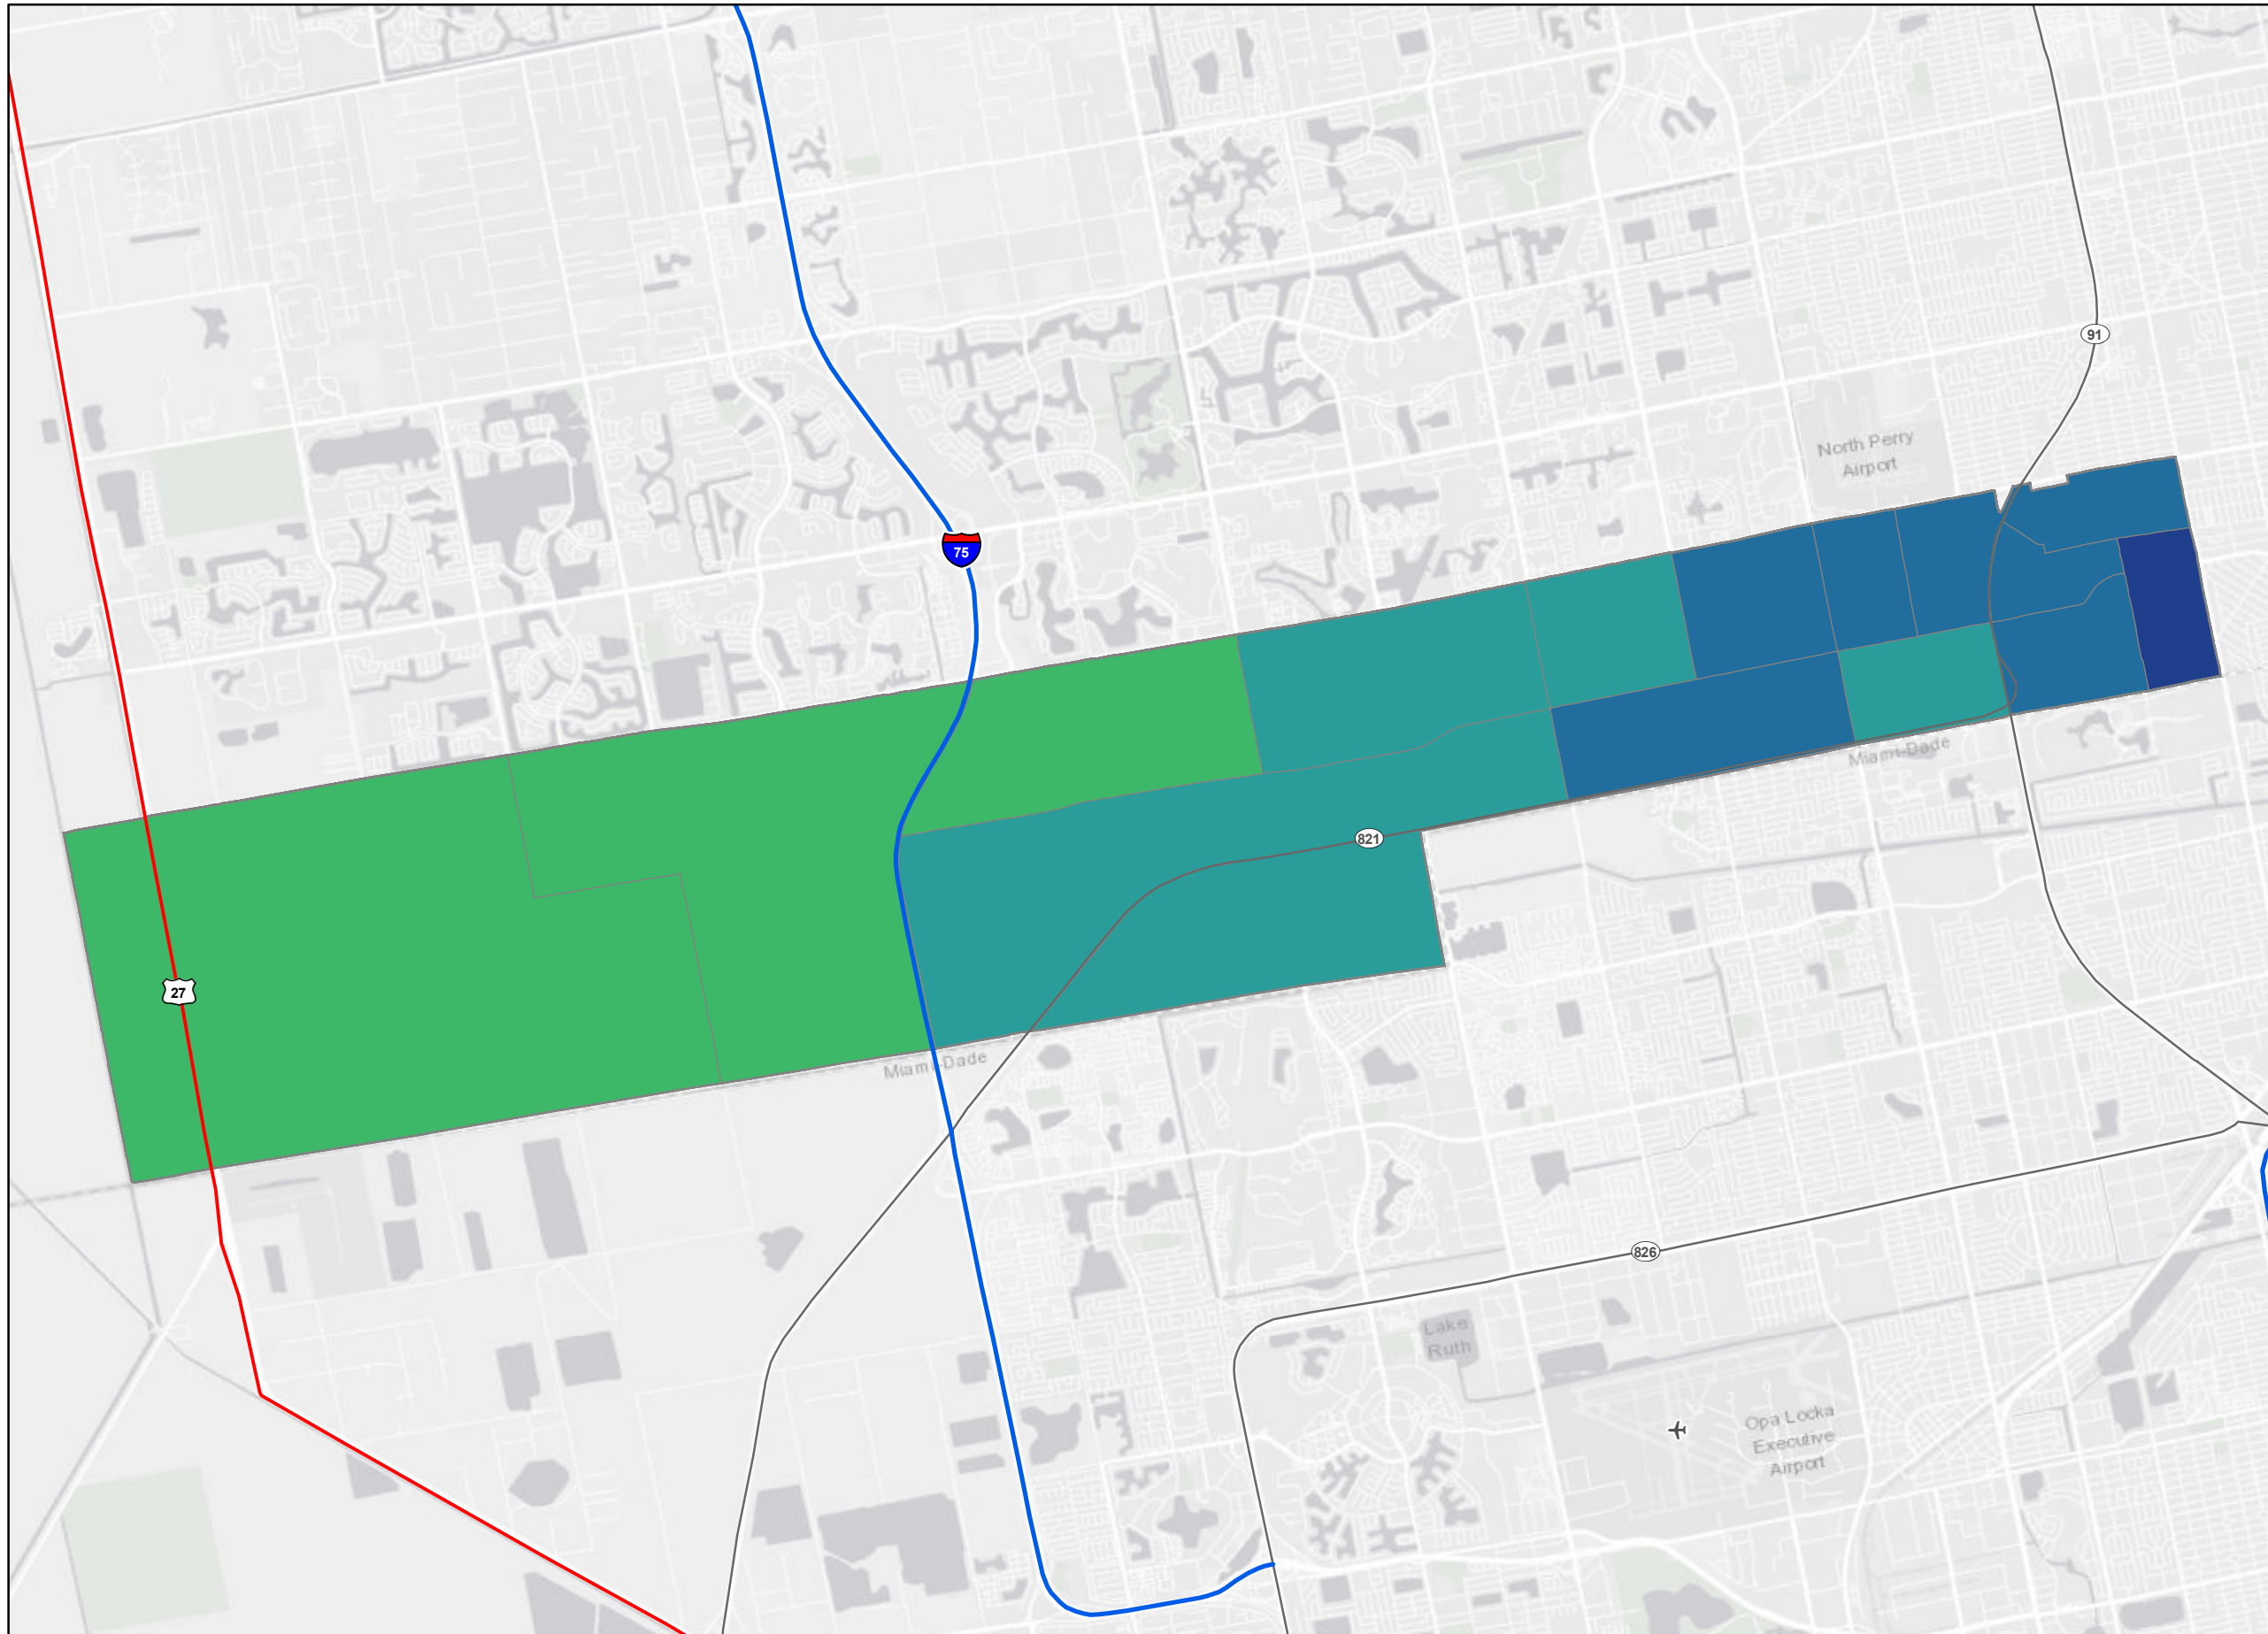 91
North Perry
Airport
75
Miami-Dade
821
27
Miami-Dade
826
Lake
Ruth
Opa Locka
Executive
Airport